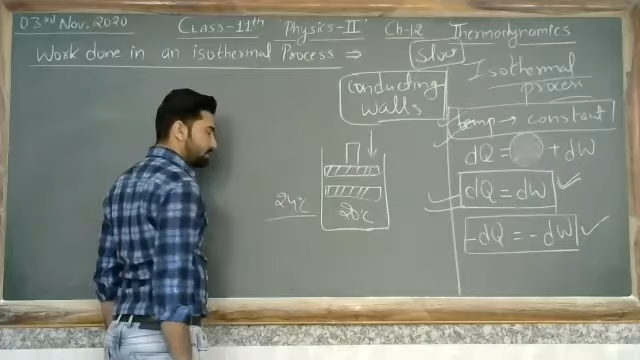 03rd Nov. 2020 Class-11th Physics-II Ch-12 Thermodynamics
Work done in an isothermal Process ⇒ Slow
Isothermal
process
conducting
walls
temp → constant
dQ = + dW
dQ = dW
-dQ = -dW
24°C
20°C